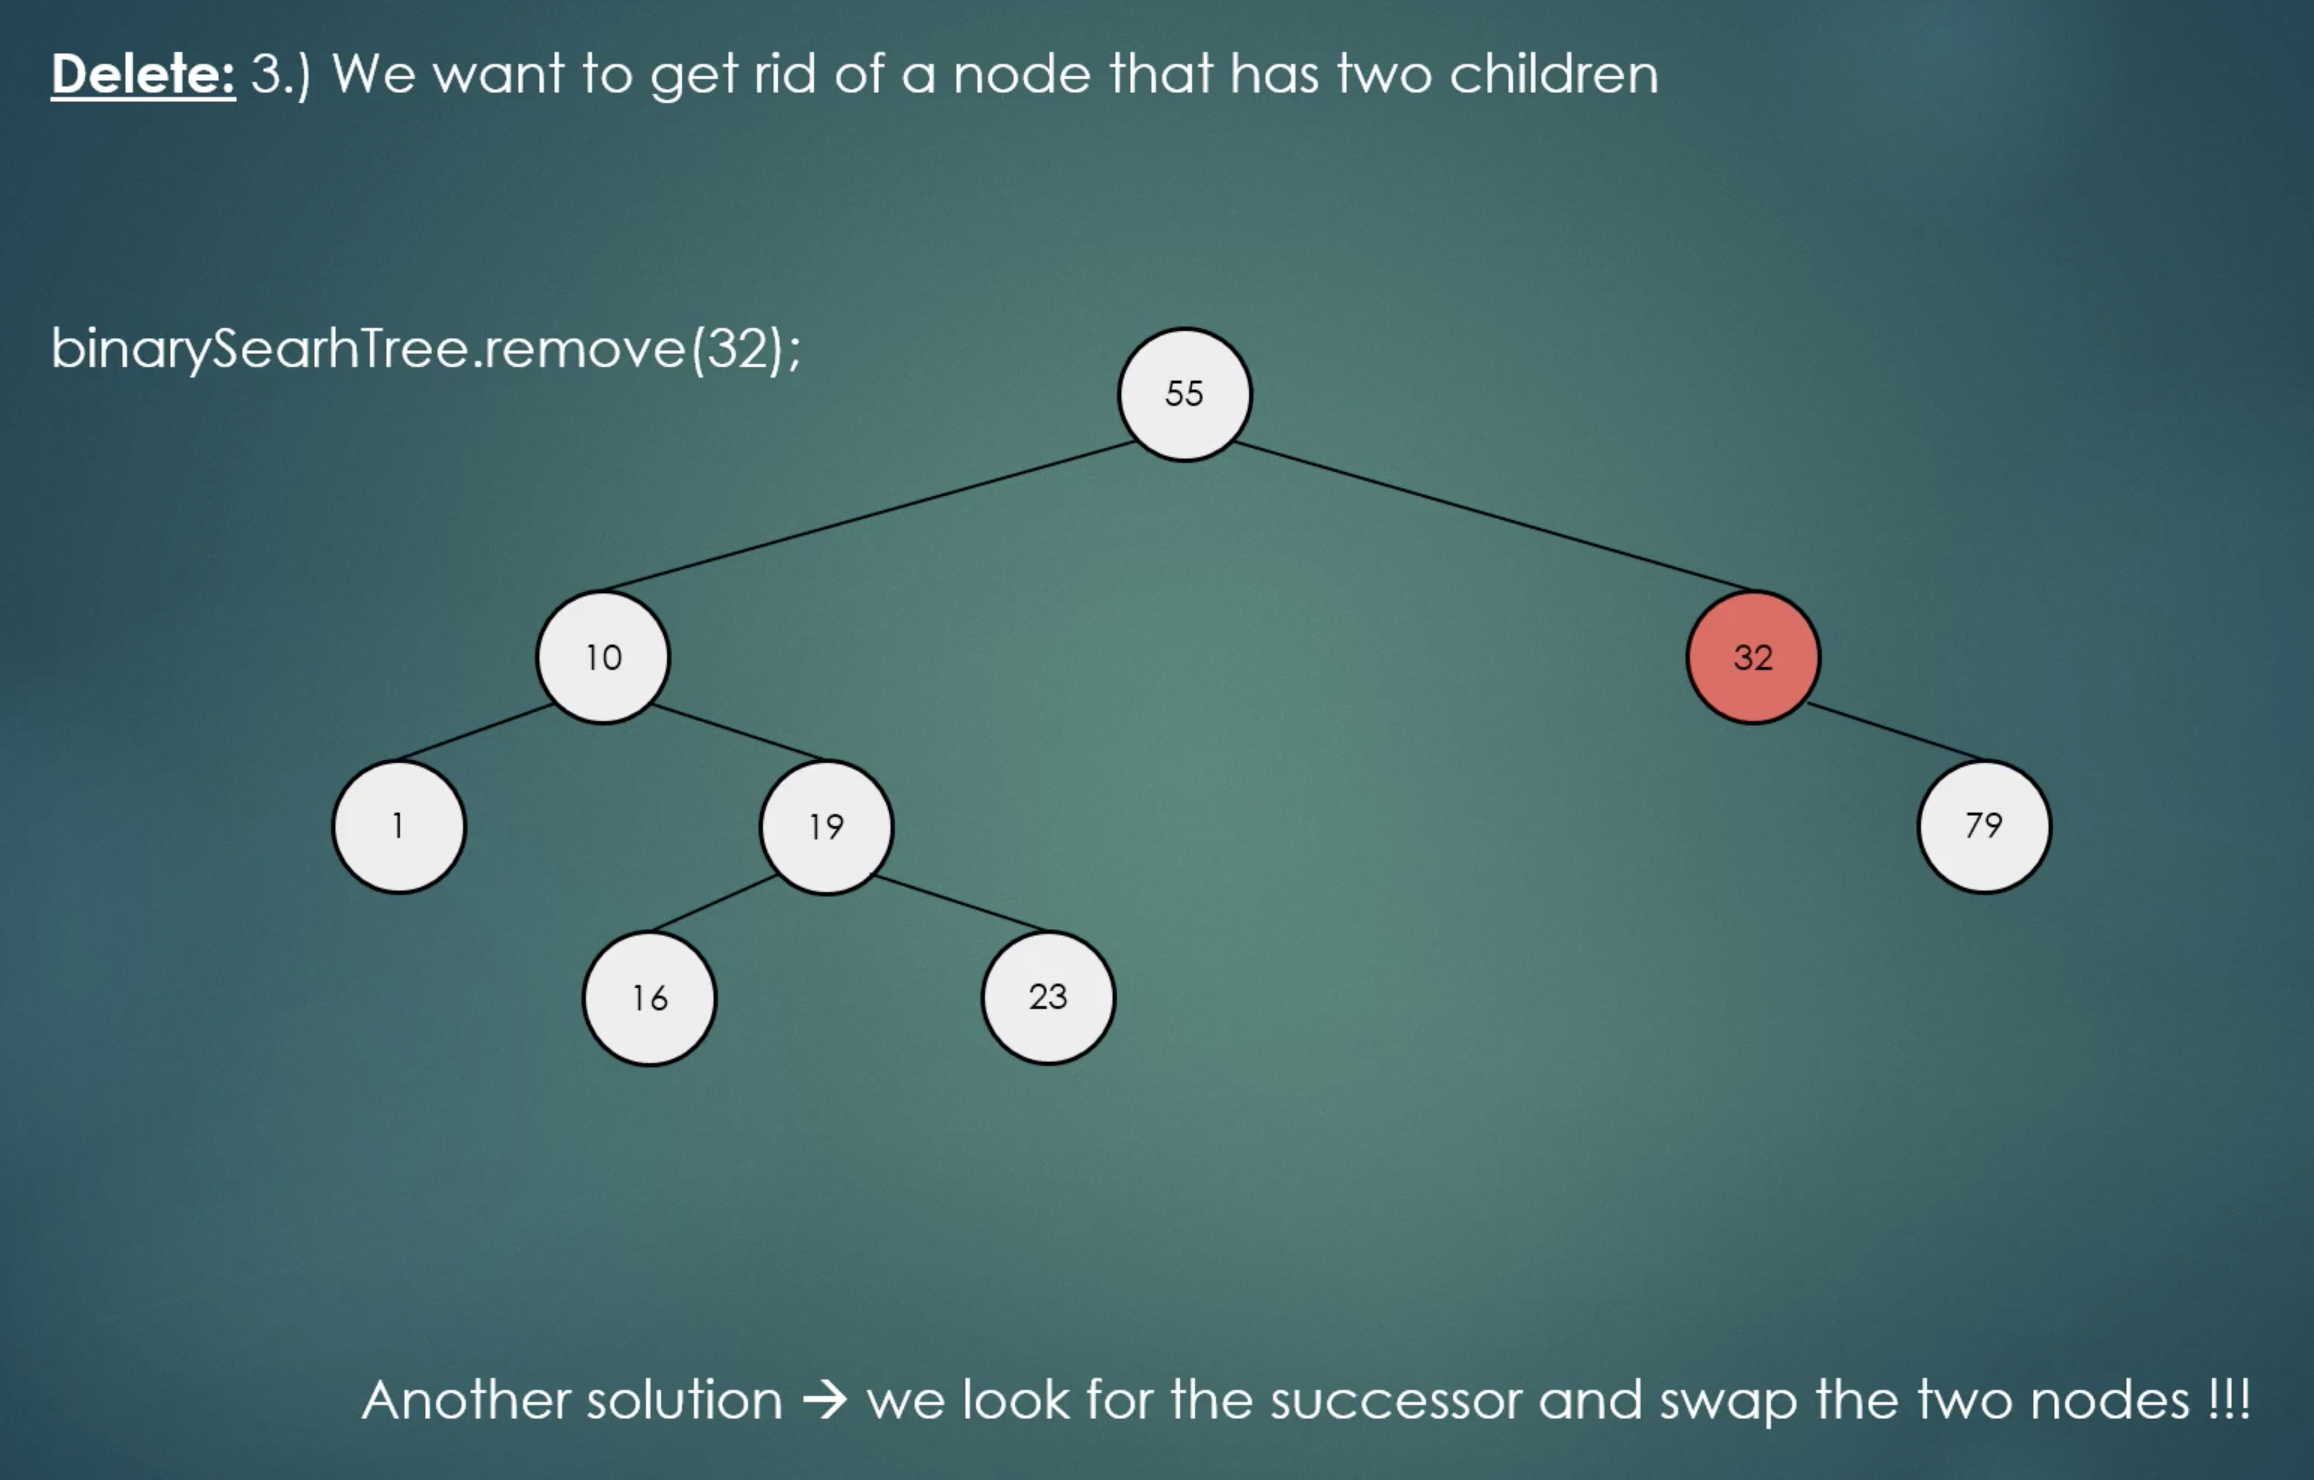 Delete: 3.) We want to get rid of a node that has two children
binarySearhTree.remove(32);
55
10
32
1
19
79
16
23
Another solution → we look for the successor and swap the two nodes !!!